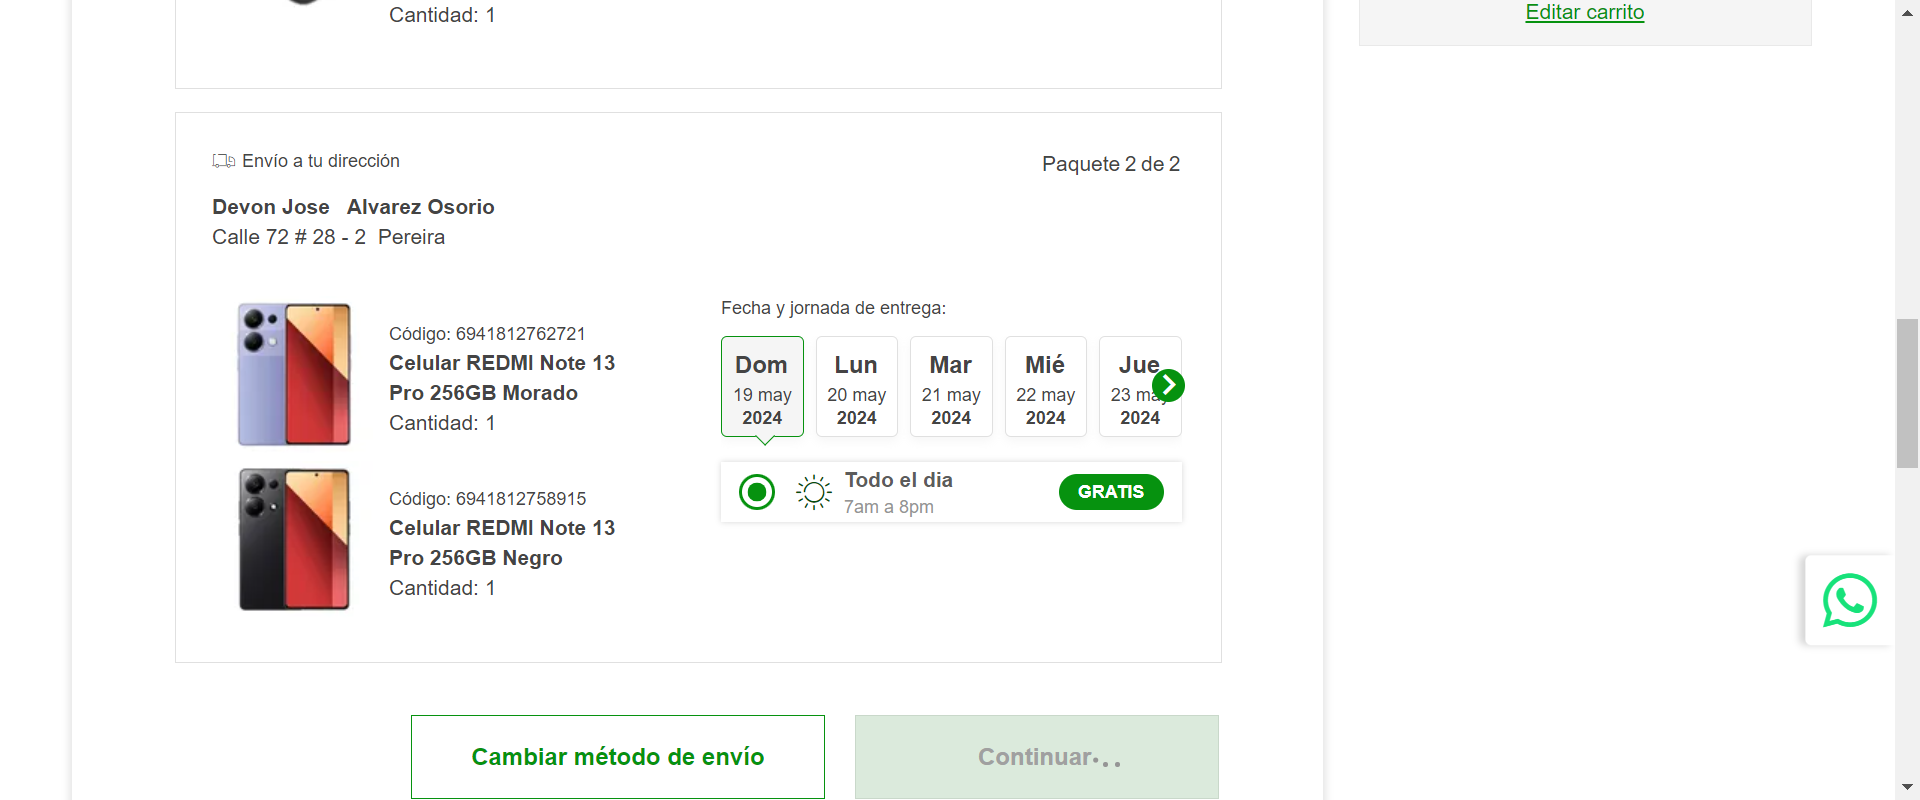 Cantidad: 1
Editar carrito
Envío a tu dirección
Paquete 2 de 2
Devon Jose Alvarez Osorio
Calle 72 # 28 - 2 Pereira
Código: 6941812762721
Celular REDMI Note 13
Pro 256GB Morado
Cantidad: 1
Código: 6941812758915
Celular REDMI Note 13
Pro 256GB Negro
Cantidad: 1
Fecha y jornada de entrega:
Dom
19 may
2024
Lun
20 may
2024
Mar
21 may
2024
Mié
22 may
2024
Jue
23 may
2024
Todo el dia
7am a 8pm
GRATIS
Cambiar método de envío
Continuar...